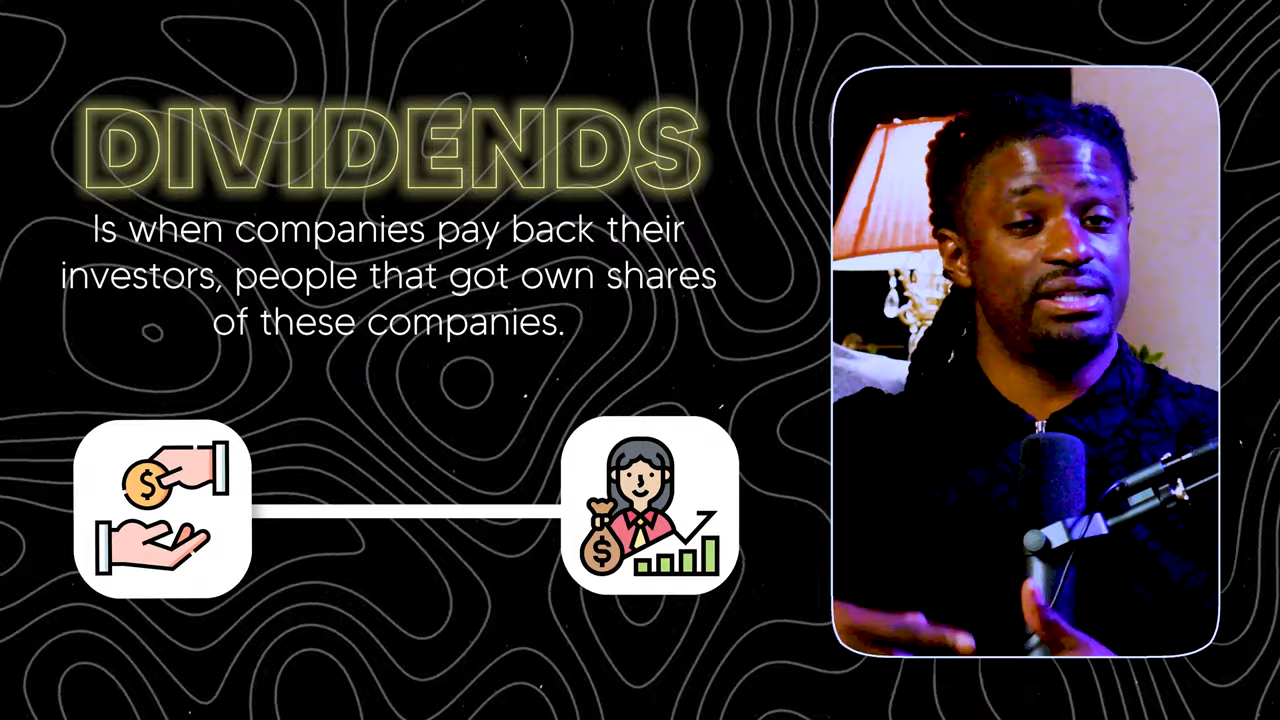 DIVIDENDS
Is when companies pay back their
investors, people that got own shares
of these companies.
$
$